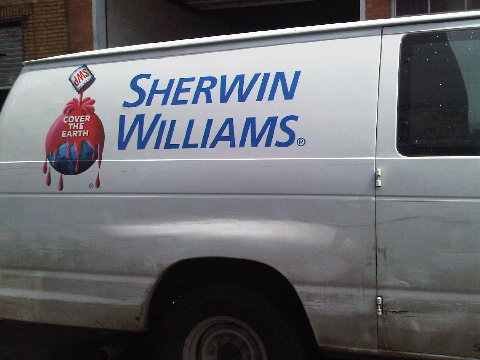 SWP
COVER
THE
EARTH
®
SHERWIN
WILLIAMS®